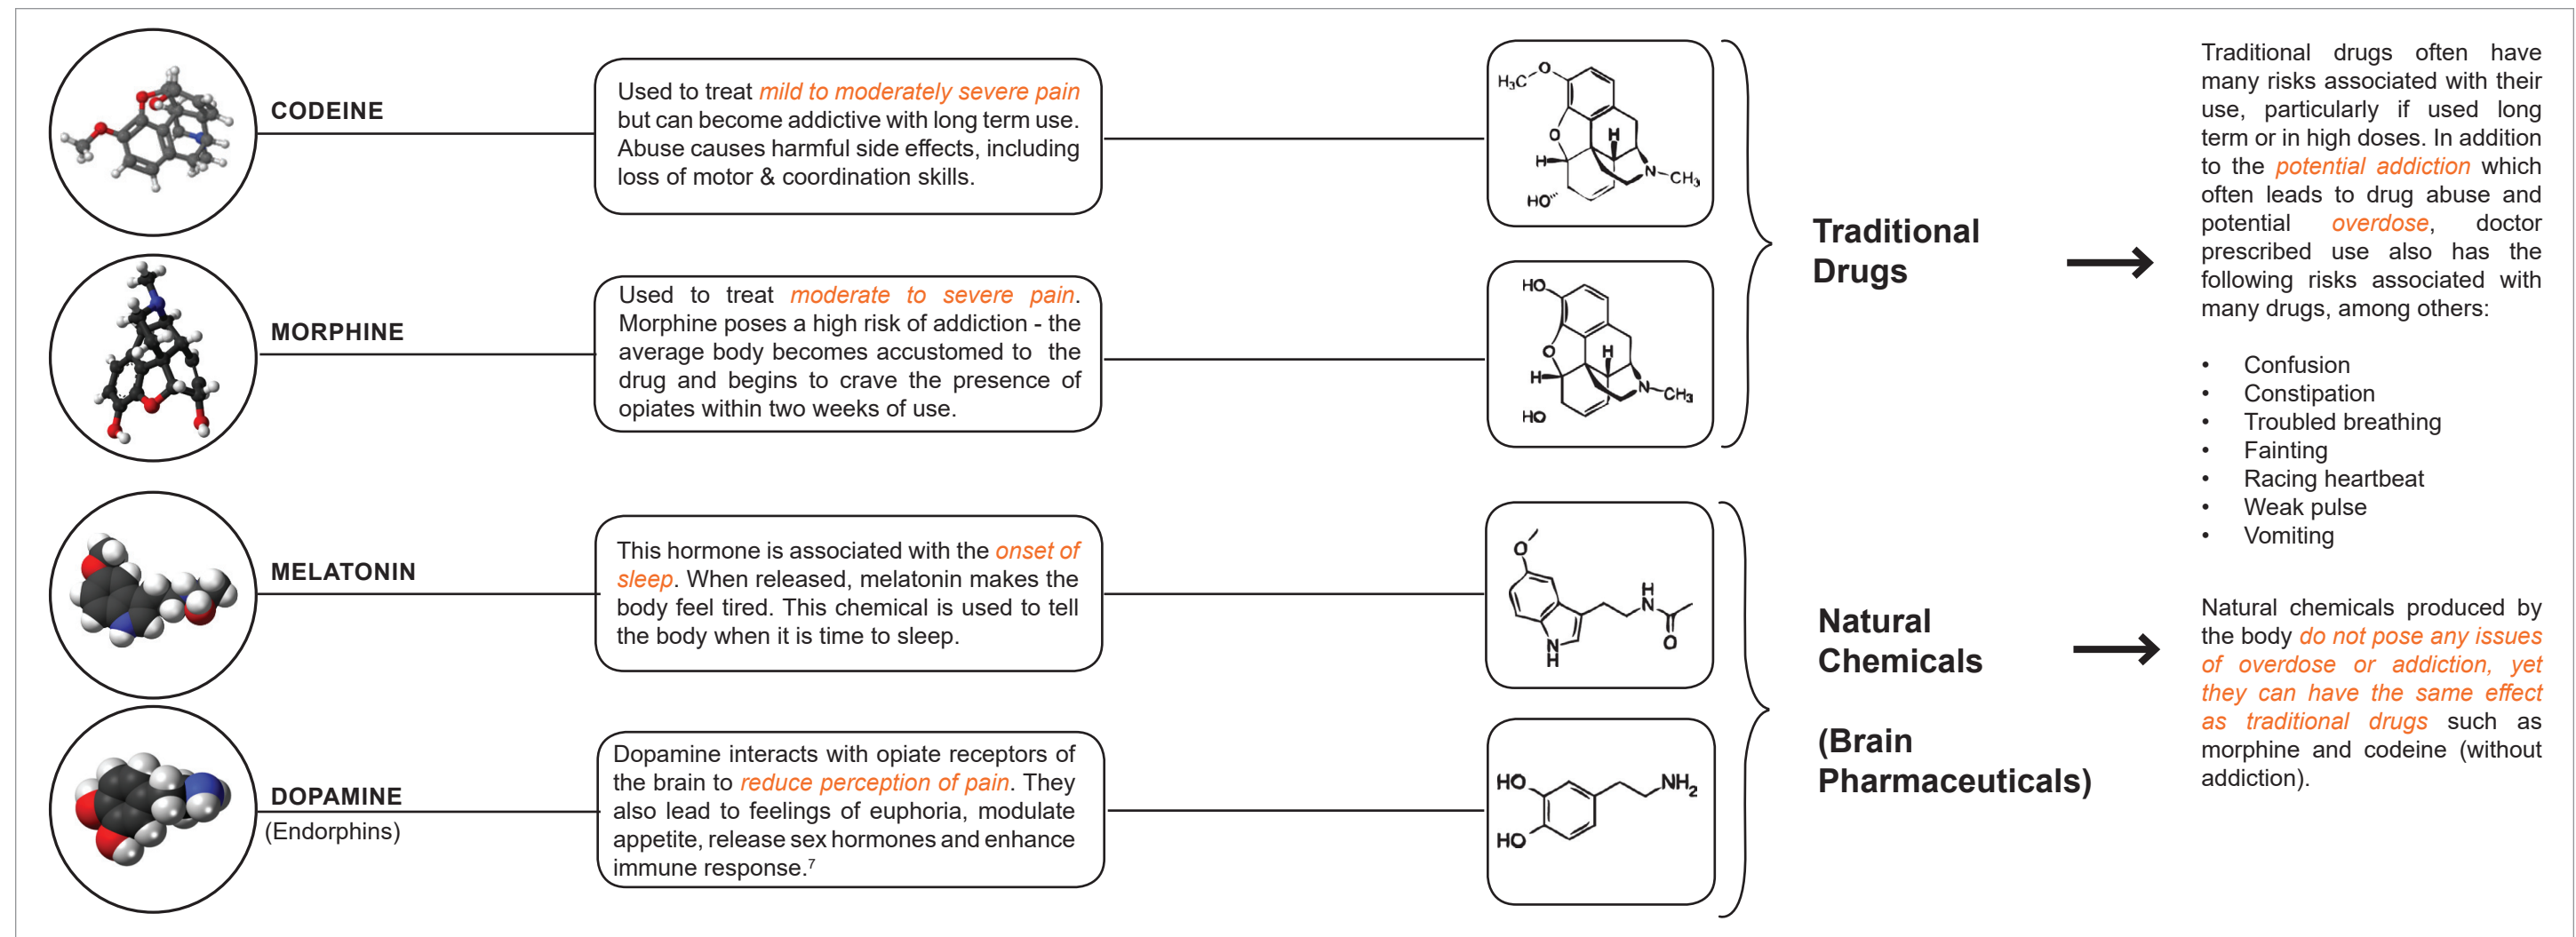 CODEINE
Used to treat mild to moderately severe pain
but can become addictive with long term use.
Abuse causes harmful side effects, including
loss of motor & coordination skills.
H₃C
O
O
H
H
N
CH₃
HO
MORPHINE
Used to treat moderate to severe pain.
Morphine poses a high risk of addiction - the
average body becomes accustomed to the
drug and begins to crave the presence of
opiates within two weeks of use.
HO
O
H
H
N
CH₃
HO
Traditional
Drugs
Traditional drugs often have
many risks associated with their
use, particularly if used long
term or in high doses. In addition
to the potential addiction which
often leads to drug abuse and
potential overdose, doctor
prescribed use also has the
following risks associated with
many drugs, among others:
• Confusion
• Constipation
• Troubled breathing
• Fainting
• Racing heartbeat
• Weak pulse
• Vomiting
MELATONIN
This hormone is associated with the onset of
sleep. When released, melatonin makes the
body feel tired. This chemical is used to tell
the body when it is time to sleep.
O
H
N
O
N
H
DOPAMINE
(Endorphins)
Dopamine interacts with opiate receptors of
the brain to reduce perception of pain. They
also lead to feelings of euphoria, modulate
appetite, release sex hormones and enhance
immune response.⁷
HO
HO
NH₂
Natural
Chemicals
(Brain
Pharmaceuticals)
Natural chemicals produced by
the body do not pose any issues
of overdose or addiction, yet
they can have the same effect
as traditional drugs such as
morphine and codeine (without
addiction).